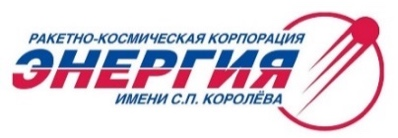 РАКЕТНО-КОСМИЧЕСКАЯ КОРПОРАЦИЯ
ЭНЕРГИЯ
ИМЕНИ С.П. КОРОЛЁВА